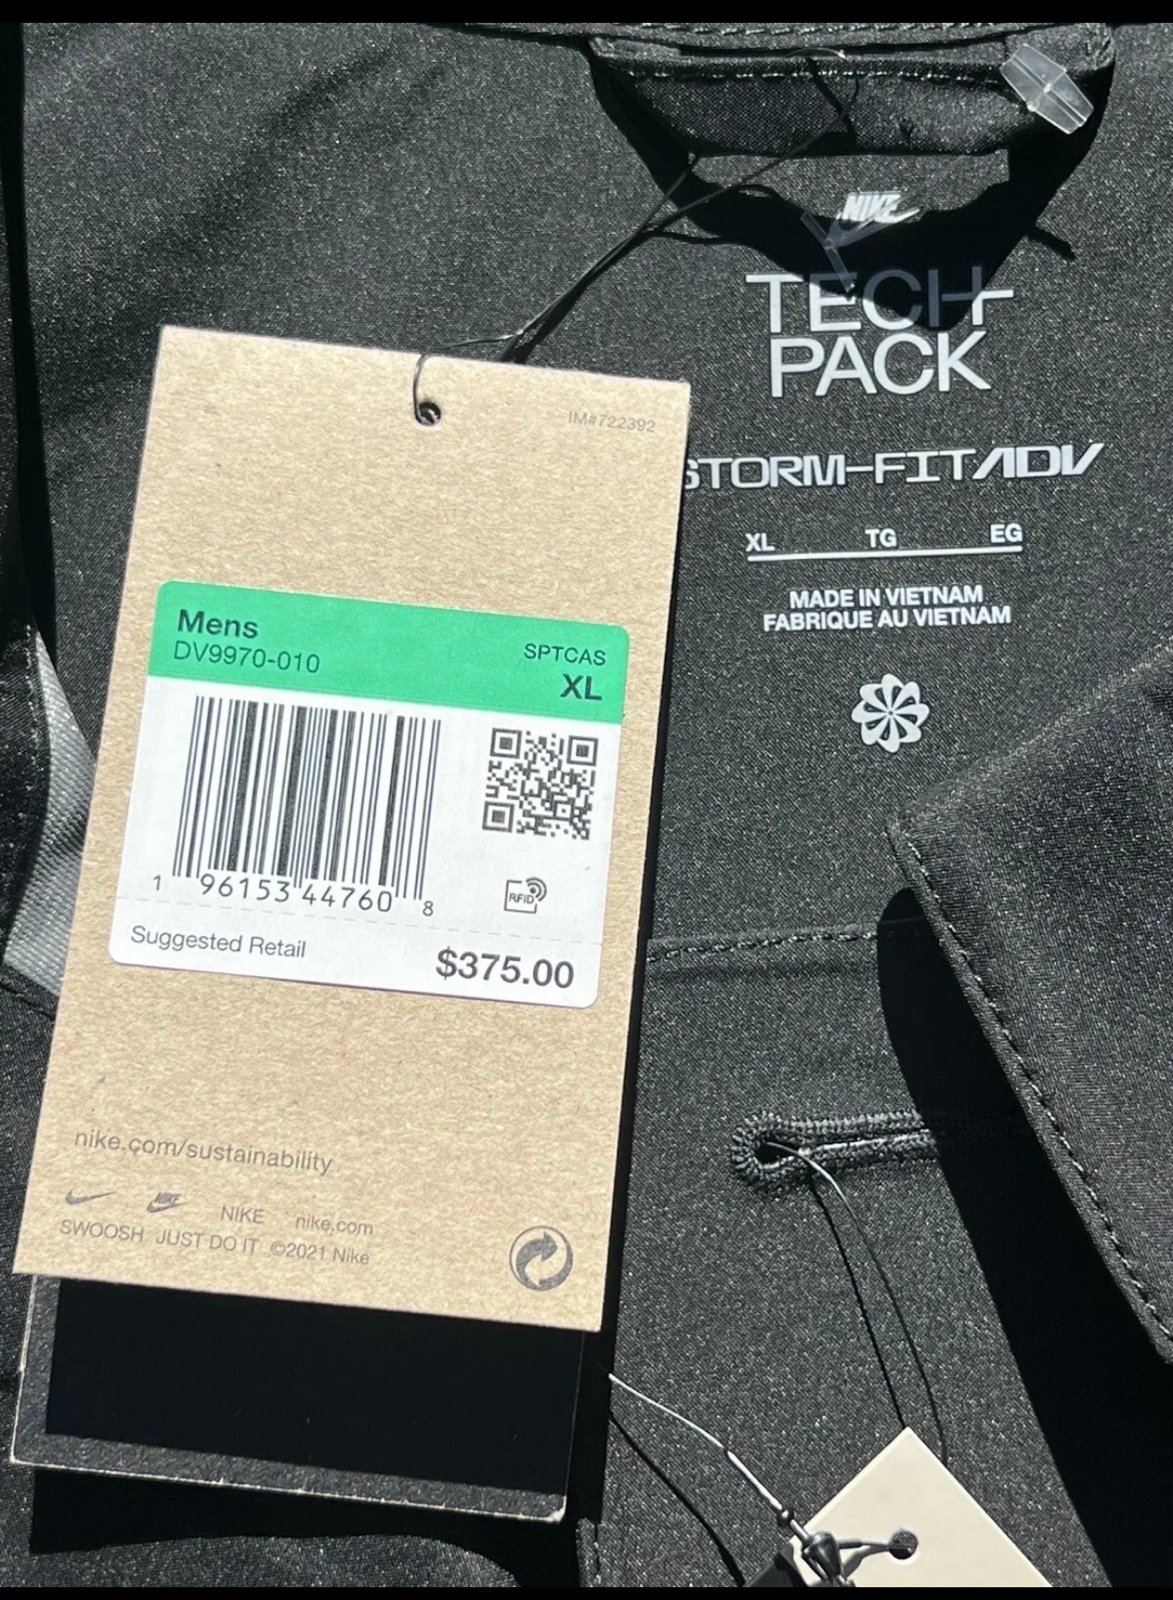 NIKE
TECH
PACK
STORM-FIT ADV
XL TG EG
MADE IN VIETNAM
FABRIQUE AU VIETNAM
IM#722392
Mens
DV9970-010
SPTCAS
XL
1 96153 44760 8
RFID
Suggested Retail
$375.00
nike.com/sustainability
NIKE NIKE nike.com
SWOOSH JUST DO IT ©2021 Nike